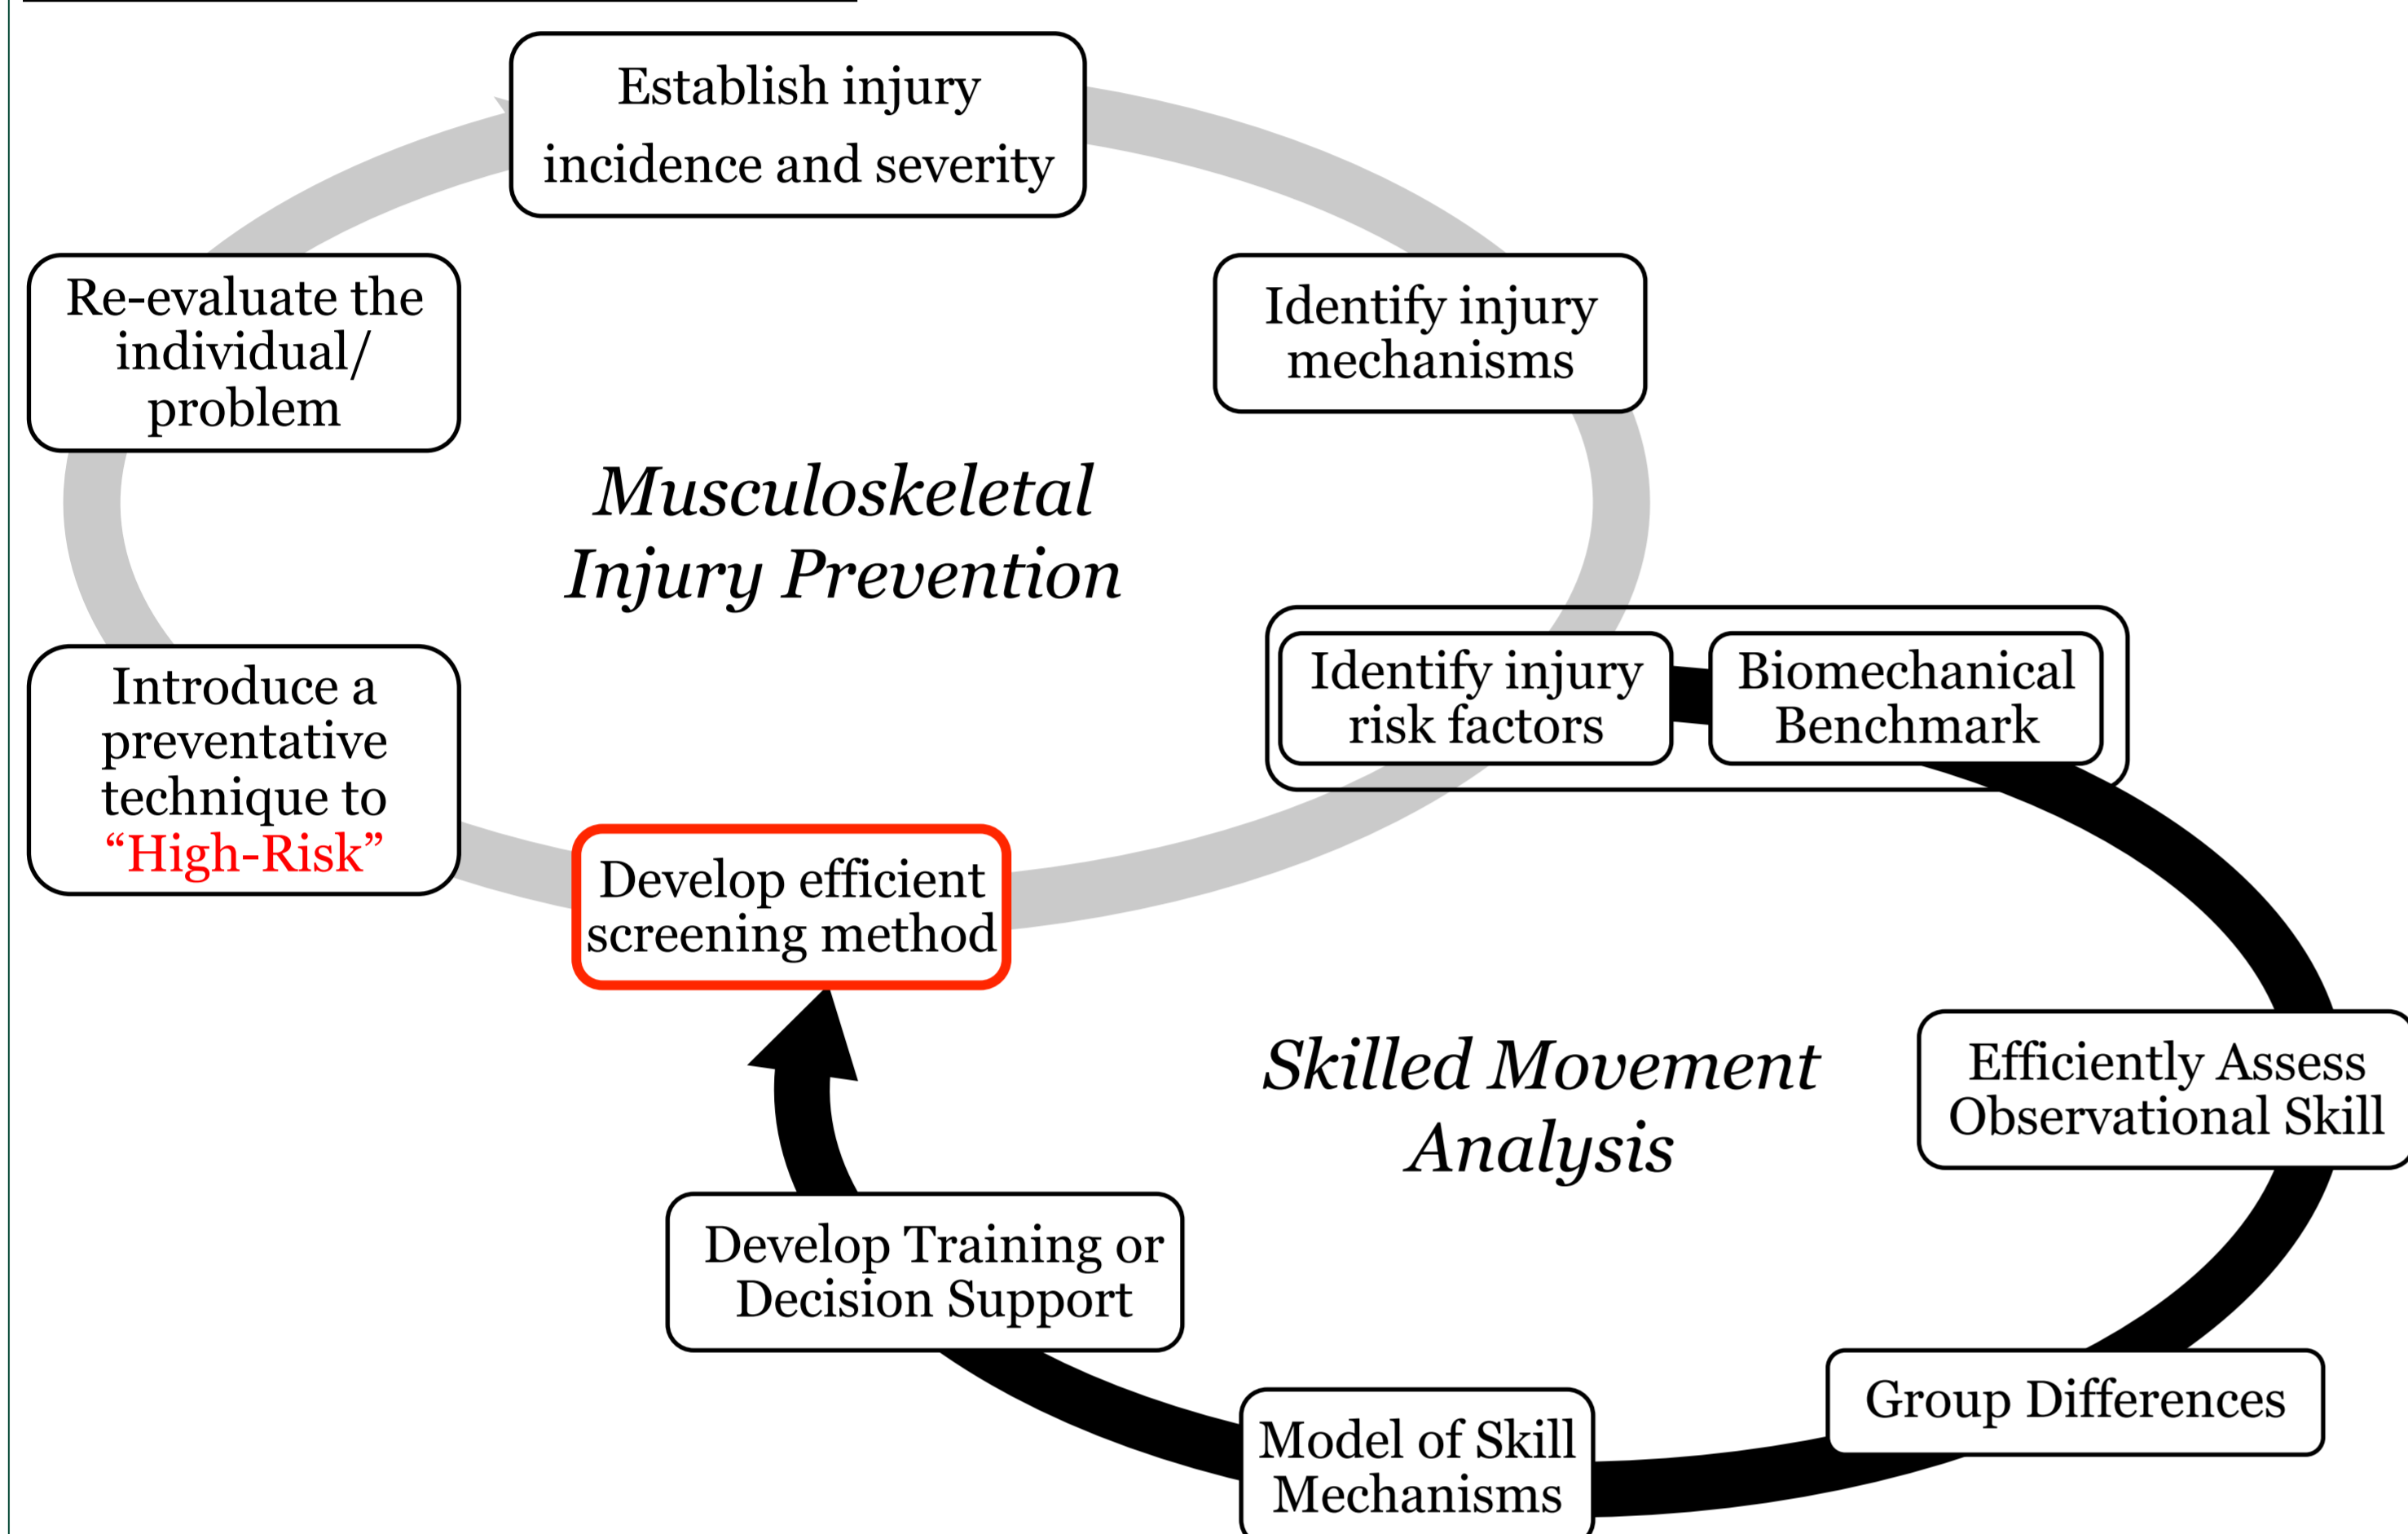 Establish injury
incidence and severity
Identify injury
mechanisms
Re-evaluate the
individual/
problem
Musculoskeletal
Injury Prevention
Identify injury
risk factors
Biomechanical
Benchmark
Introduce a
preventative
technique to
“High-Risk”
Develop efficient
screening method
Skilled Movement
Analysis
Efficiently Assess
Observational Skill
Develop Training or
Decision Support
Group Differences
Model of Skill
Mechanisms